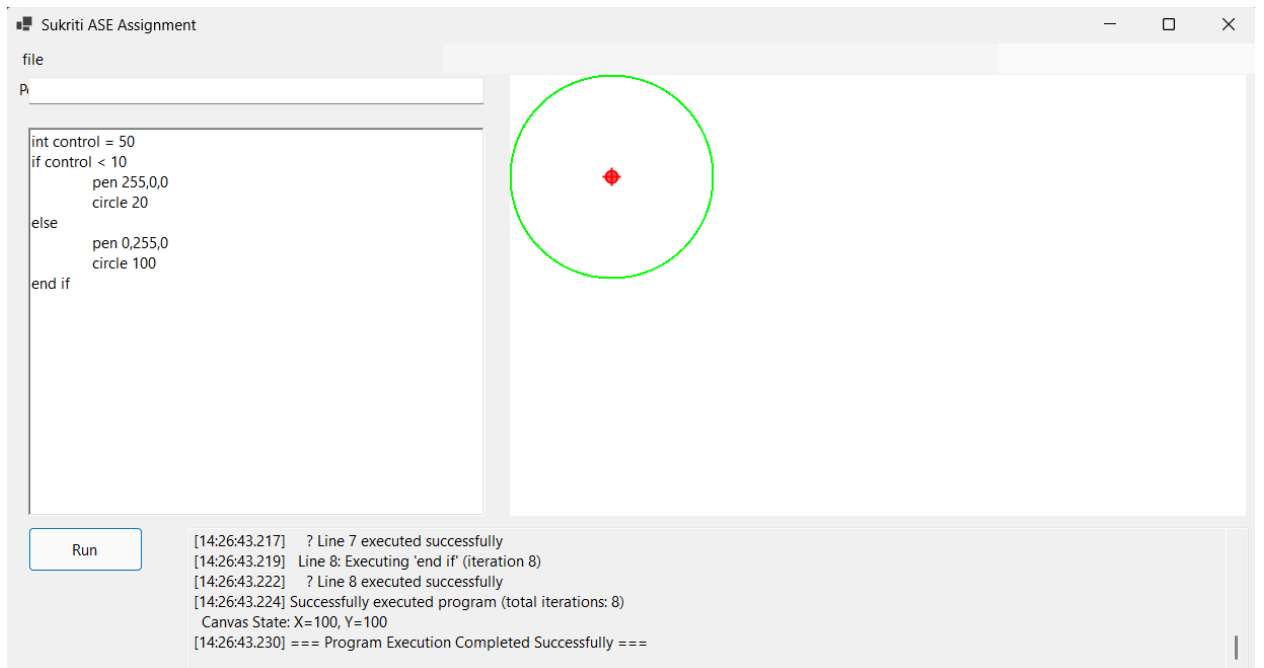 Sukriti ASE Assignment
file
int control = 50
if control < 10
pen 255,0,0
circle 20
else
pen 0,255,0
circle 100
end if
Run
[14:26:43.217] ? Line 7 executed successfully
[14:26:43.219] Line 8: Executing 'end if' (iteration 8)
[14:26:43.222] ? Line 8 executed successfully
[14:26:43.224] Successfully executed program (total iterations: 8)
Canvas State: X=100, Y=100
[14:26:43.230] === Program Execution Completed Successfully ===